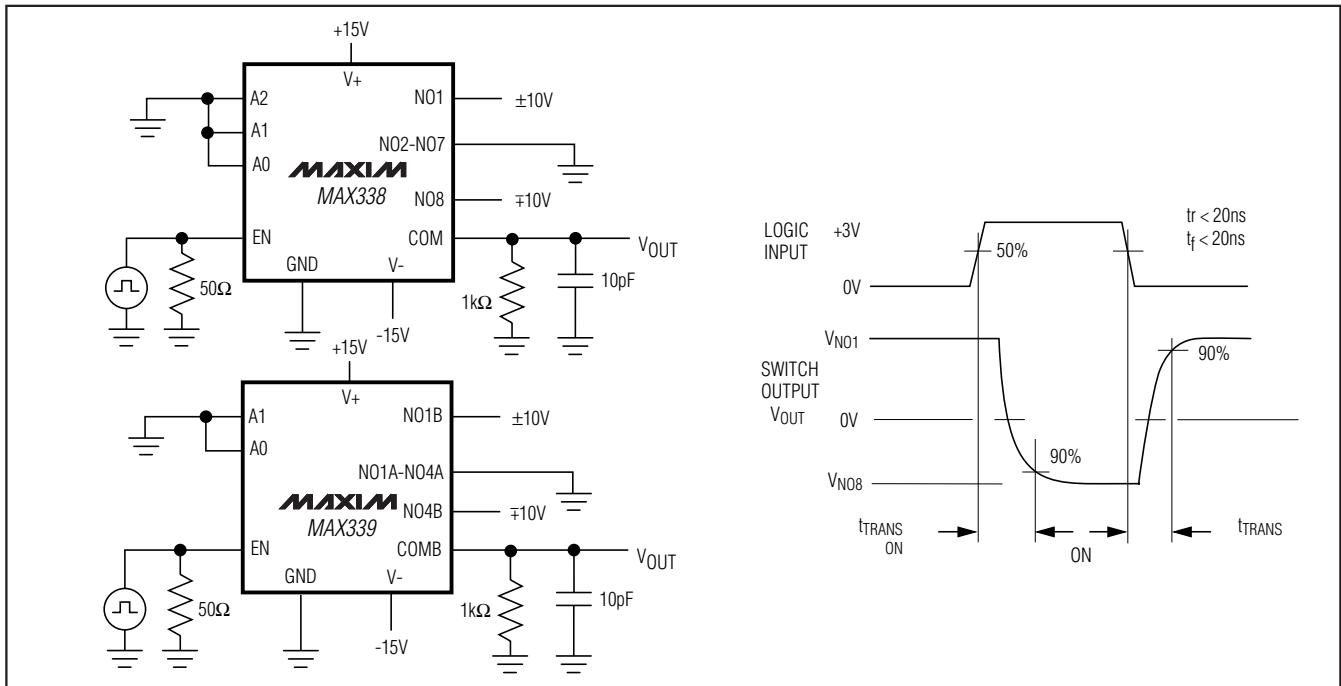 +15V
V+
A2
A1
A0
NO1
±10V
NO2-NO7
MAXIM
MAX338
NO8
∓10V
EN
COM
VOUT
GND
V-
50Ω
1kΩ
10pF
-15V
+15V
V+
A1
A0
NO1B
±10V
NO1A-NO4A
MAXIM
MAX339
NO4B
∓10V
EN
COMB
VOUT
GND
V-
50Ω
1kΩ
10pF
-15V
LOGIC
INPUT
+3V
50%
0V
tr < 20ns
tf < 20ns
VNO1
SWITCH
OUTPUT
VOUT
0V
90%
90%
VNO8
tTRANS
ON
ON
tTRANS